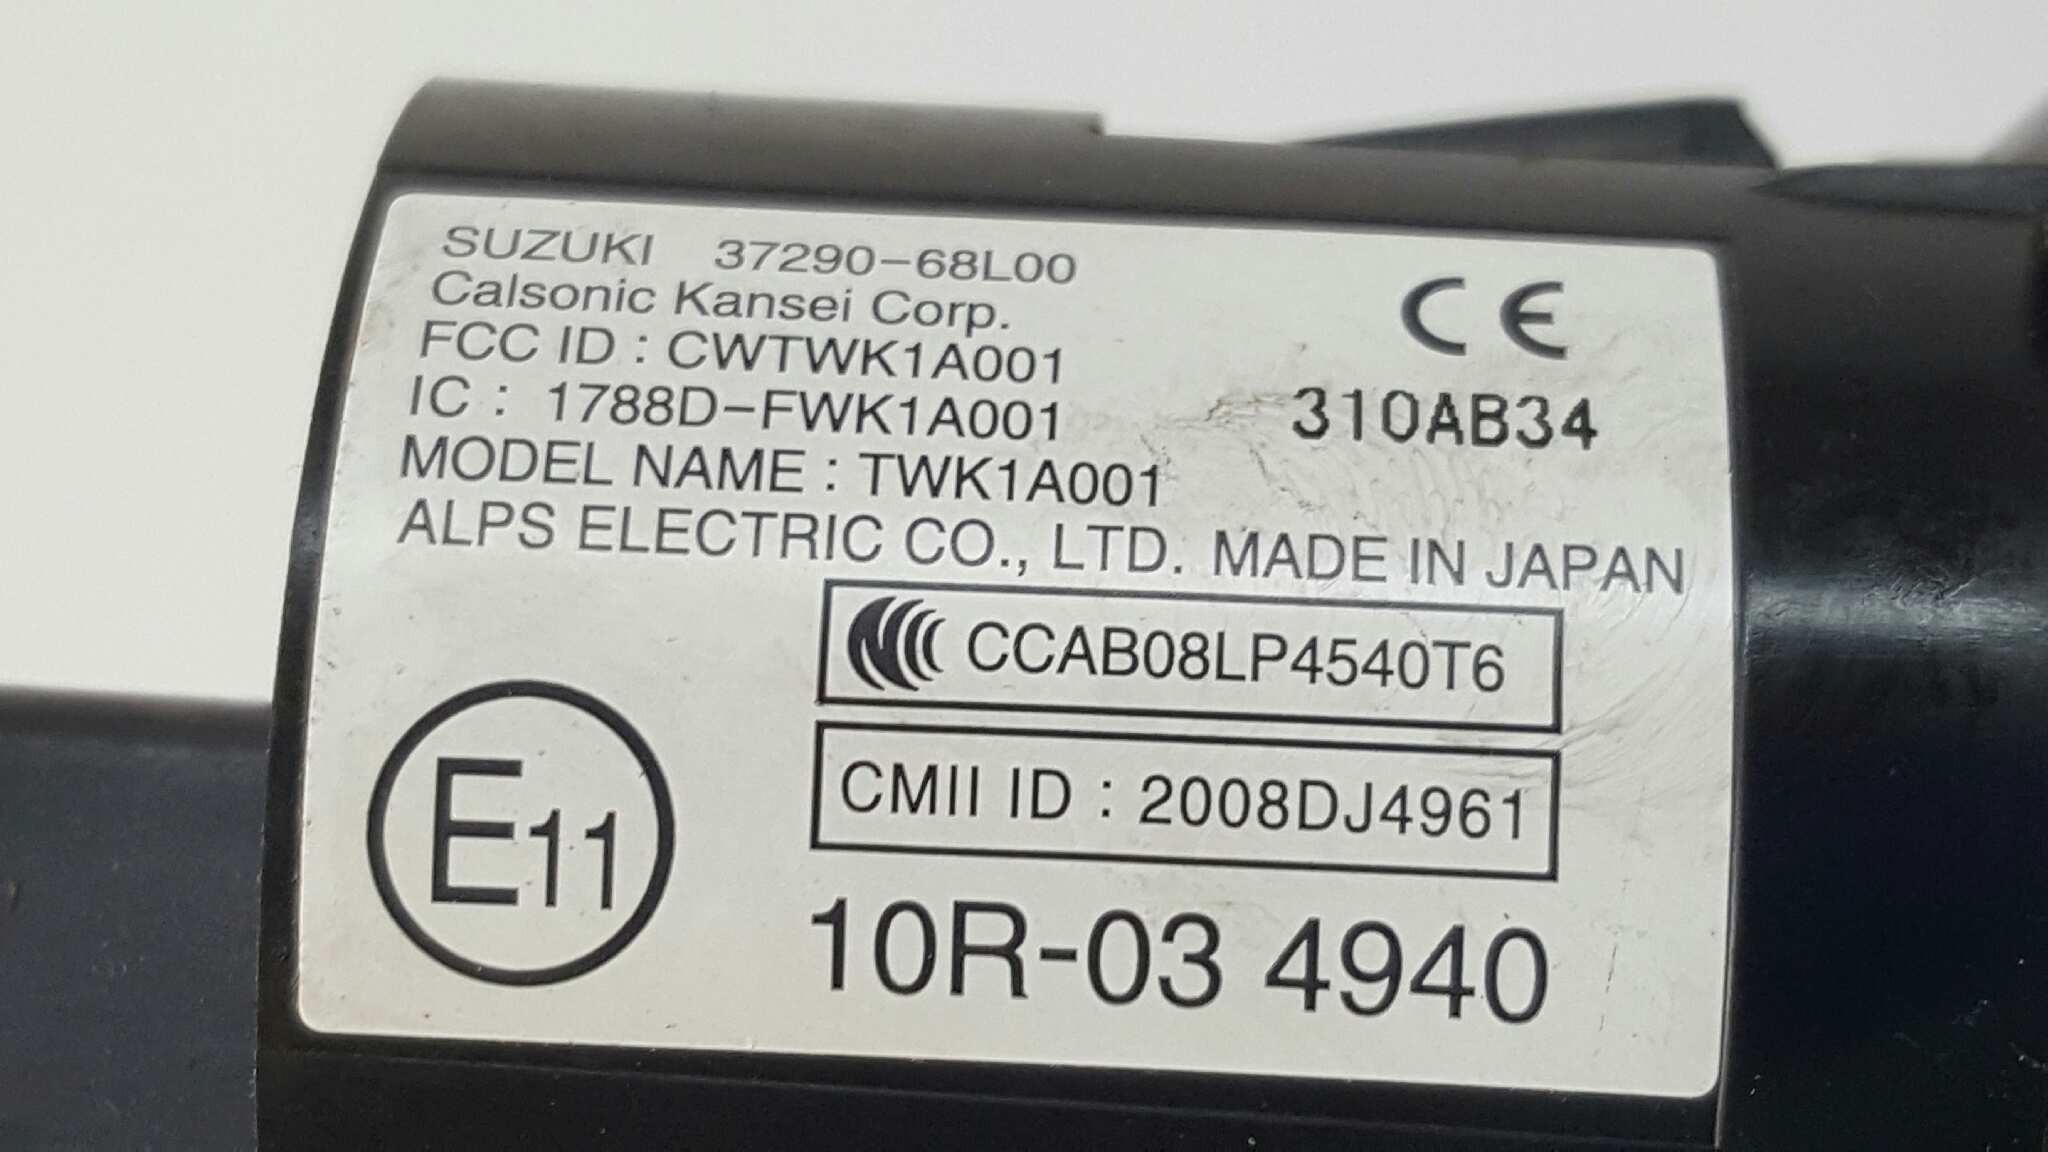 SUZUKI 37290-68L00
Calsonic Kansei Corp.
FCC ID : CWTWK1A001
IC : 1788D-FWK1A001
MODEL NAME : TWK1A001
ALPS ELECTRIC CO., LTD. MADE IN JAPAN
CE
310AB34
CCAB08LP4540T6
CMII ID : 2008DJ4961
E11
10R-03 4940